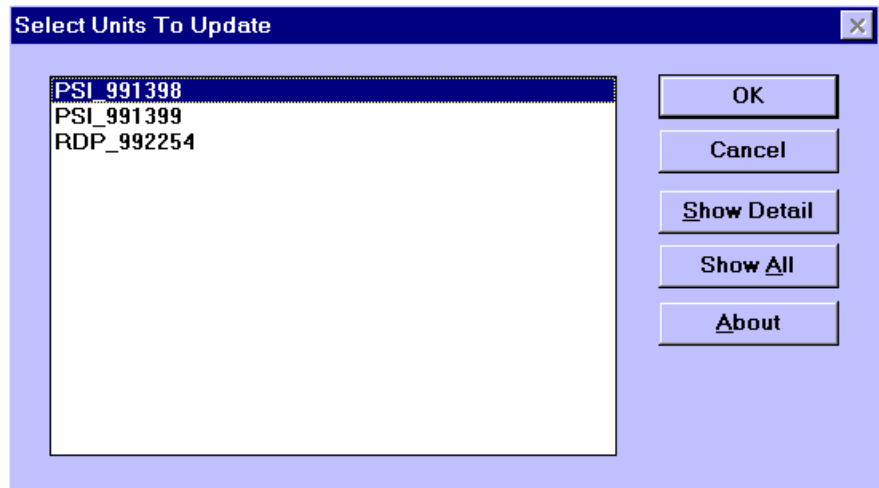 Select Units To Update
PSI_991398
PSI_991399
RDP_992254
OK
Cancel
Show Detail
Show All
About